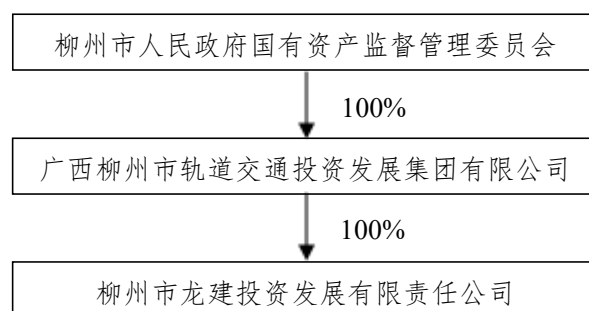 柳州市人民政府国有资产监督管理委员会
100%
广西柳州市轨道交通投资发展集团有限公司
100%
柳州市龙建投资发展有限责任公司